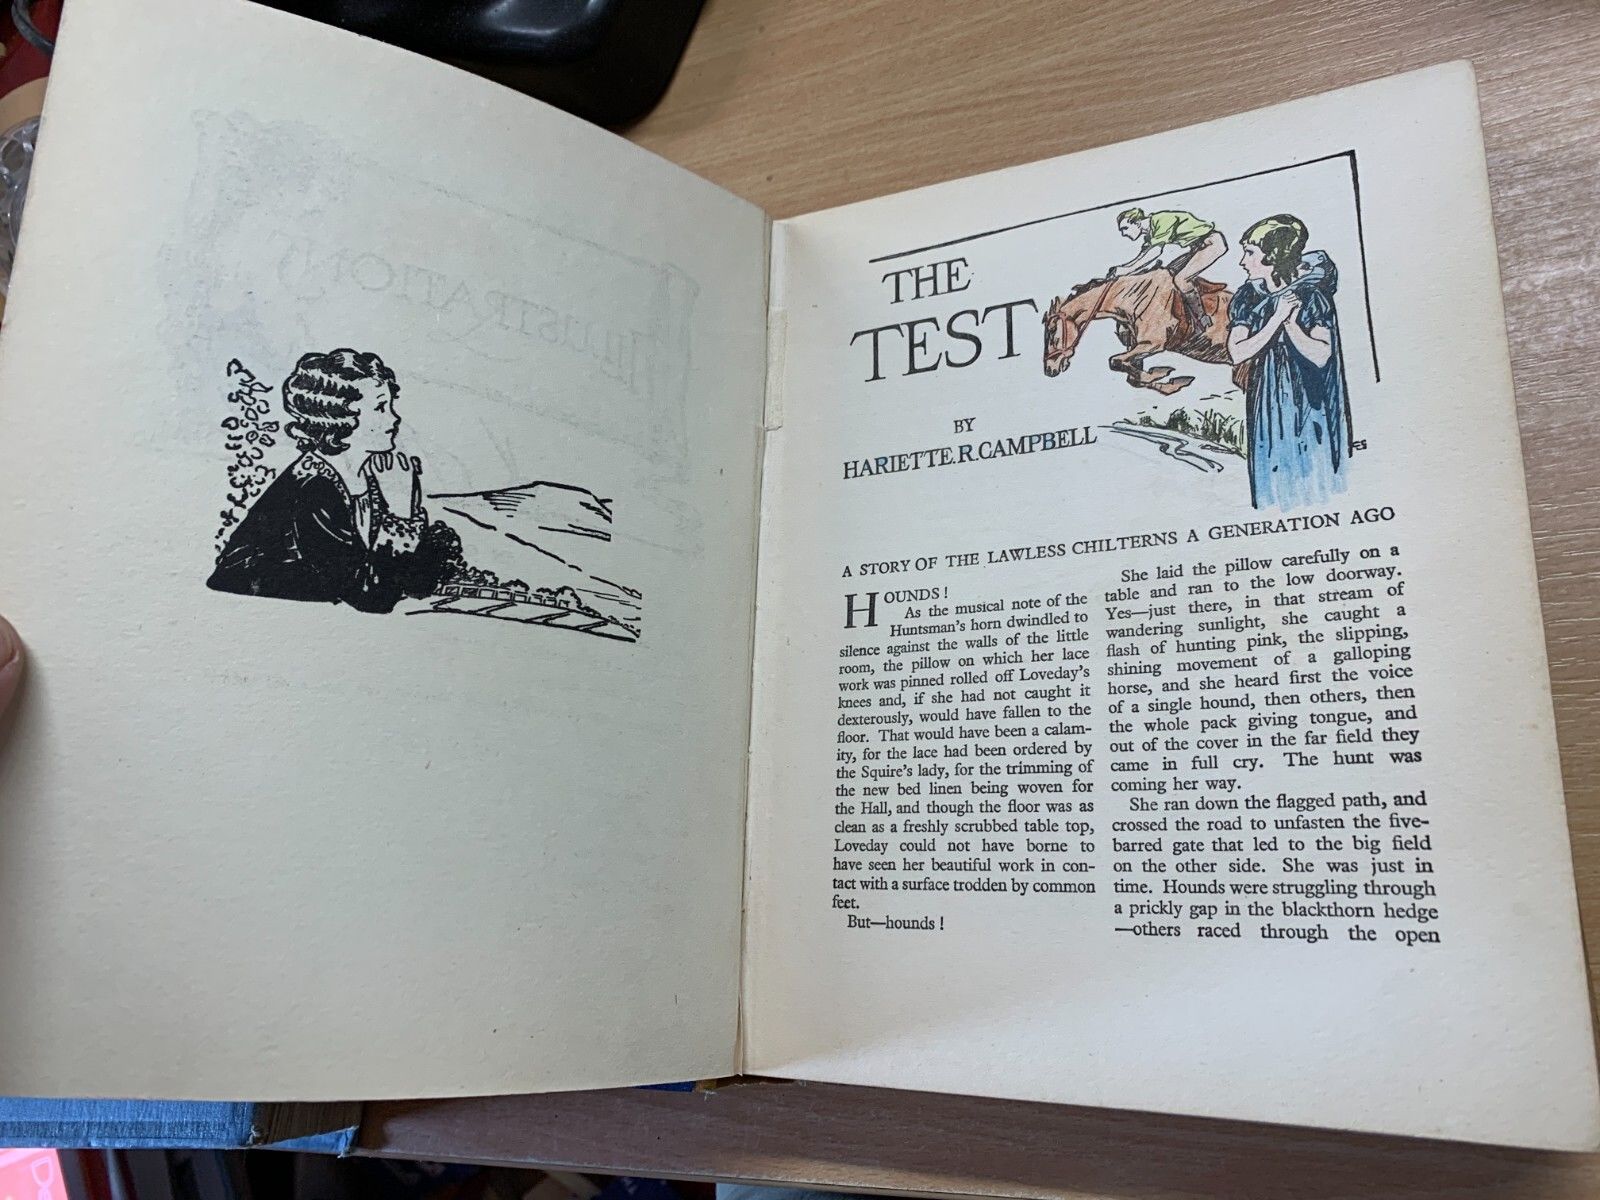 ILLUSTRATIONS
THE
TEST
BY
HARIETTE.R.CAMPBELL
A STORY OF THE LAWLESS CHILTERNS A GENERATION AGO
HOUNDS!
As the musical note of the
Huntsman's horn dwindled to
silence against the walls of the little
room, the pillow on which her lace
work was pinned rolled off Loveday's
knees and, if she had not caught it
dexterously, would have fallen to the
floor. That would have been a calam-
ity, for the lace had been ordered by
the Squire's lady, for the trimming of
the new bed linen being woven for
the Hall, and though the floor was as
clean as a freshly scrubbed table top,
Loveday could not have borne to
have seen her beautiful work in con-
tact with a surface trodden by common
feet.
But—hounds!
She laid the pillow carefully on a
table and ran to the low doorway.
Yes—just there, in that stream of
wandering sunlight, she caught a
flash of hunting pink, the slipping,
shining movement of a galloping
horse, and she heard first the voice
of a single hound, then others, then
the whole pack giving tongue, and
out of the cover in the far field they
came in full cry. The hunt was
coming her way.
She ran down the flagged path, and
crossed the road to unfasten the five-
barred gate that led to the big field
on the other side. She was just in
time. Hounds were struggling through
a prickly gap in the blackthorn hedge
—others raced through the open